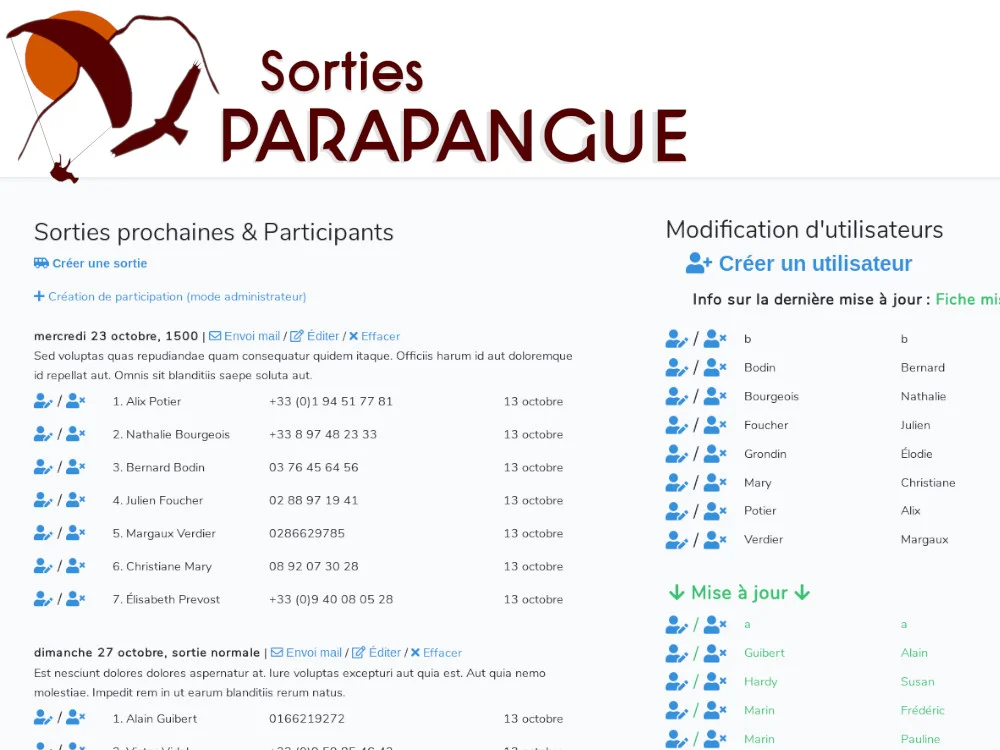 Sorties
PARAPANGUE
Sorties prochaines & Participants
Créer une sortie
Création de participation (mode administrateur)
mercredi 23 octobre, 1500 | Envoi mail / Éditer / Effacer
Sed voluptas quas repudiandae quam consequatur quidem itaque. Officiis harum id aut doloremque
id repellat aut. Omnis sit blanditiis saepe soluta aut.
/ 1. Alix Potier +33 (0)1 94 51 77 81 13 octobre
/ 2. Nathalie Bourgeois +33 8 97 48 23 33 13 octobre
/ 3. Bernard Bodin 03 76 45 64 56 13 octobre
/ 4. Julien Foucher 02 88 97 19 41 13 octobre
/ 5. Margaux Verdier 0286629785 13 octobre
/ 6. Christiane Mary 08 92 07 30 28 13 octobre
/ 7. Élisabeth Prevost +33 (0)9 40 08 05 28 13 octobre
dimanche 27 octobre, sortie normale | Envoi mail / Éditer / Effacer
Est nesciunt dolores dolores aspernatur at. Iure voluptas excepturi aut quia est. Aut quia nemo
molestiae. Impedit rem in ut earum blanditiis rerum natus.
/ 1. Alain Guibert 0166219272 13 octobre
Modification d'utilisateurs
Créer un utilisateur
Info sur la dernière mise à jour : Fiche
/ b b
/ Bodin Bernard
/ Bourgeois Nathalie
/ Foucher Julien
/ Grondin Élodie
/ Mary Christiane
/ Potier Alix
/ Verdier Margaux
Mise à jour
/ a a
/ Guibert Alain
/ Hardy Susan
/ Marin Frédéric
/ Marin Pauline